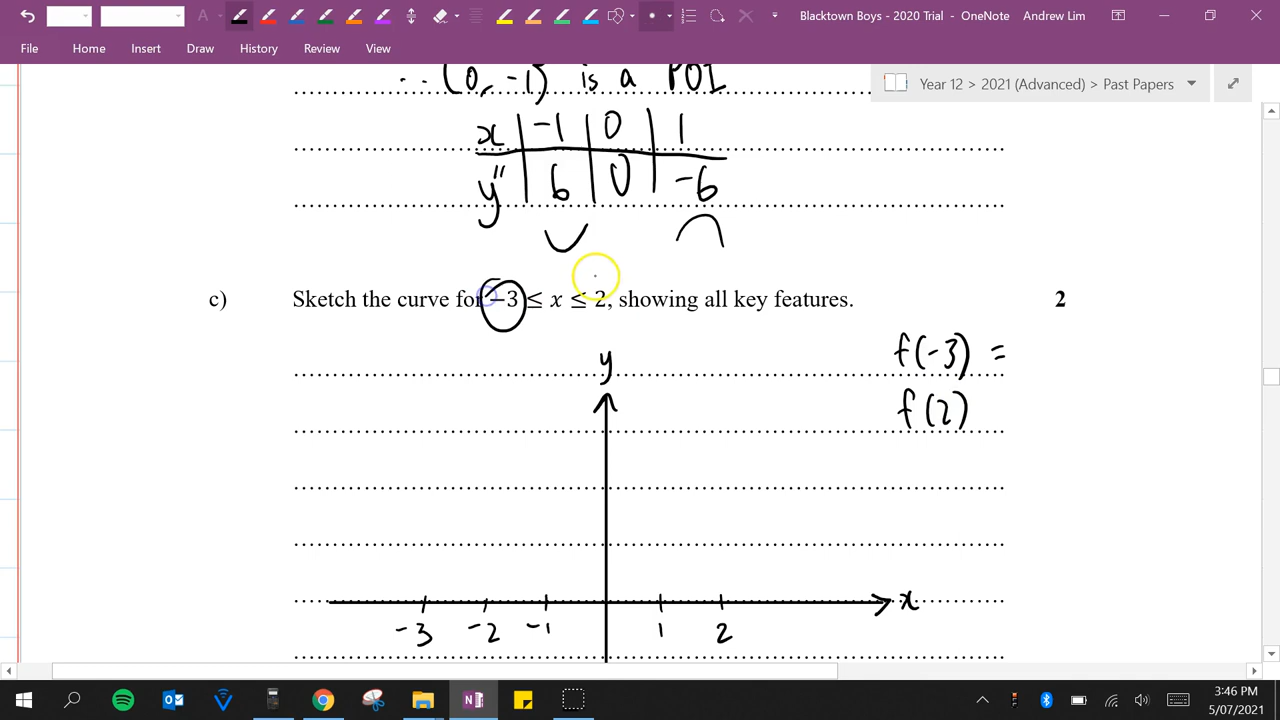 Blacktown Boys - 2020 Trial - OneNote
Andrew Lim
File Home Insert Draw History Review View
Year 12 > 2021 (Advanced) > Past Papers
∴ (0, -1) is a POI
x | -1 | 0 | 1
y'' | 6 | 0 | -6
c) Sketch the curve for −3 ≤ x ≤ 2, showing all key features. 2
f(-3) =
y
f(2)
x
-3 -2 -1 1 2
3:46 PM
5/07/2021